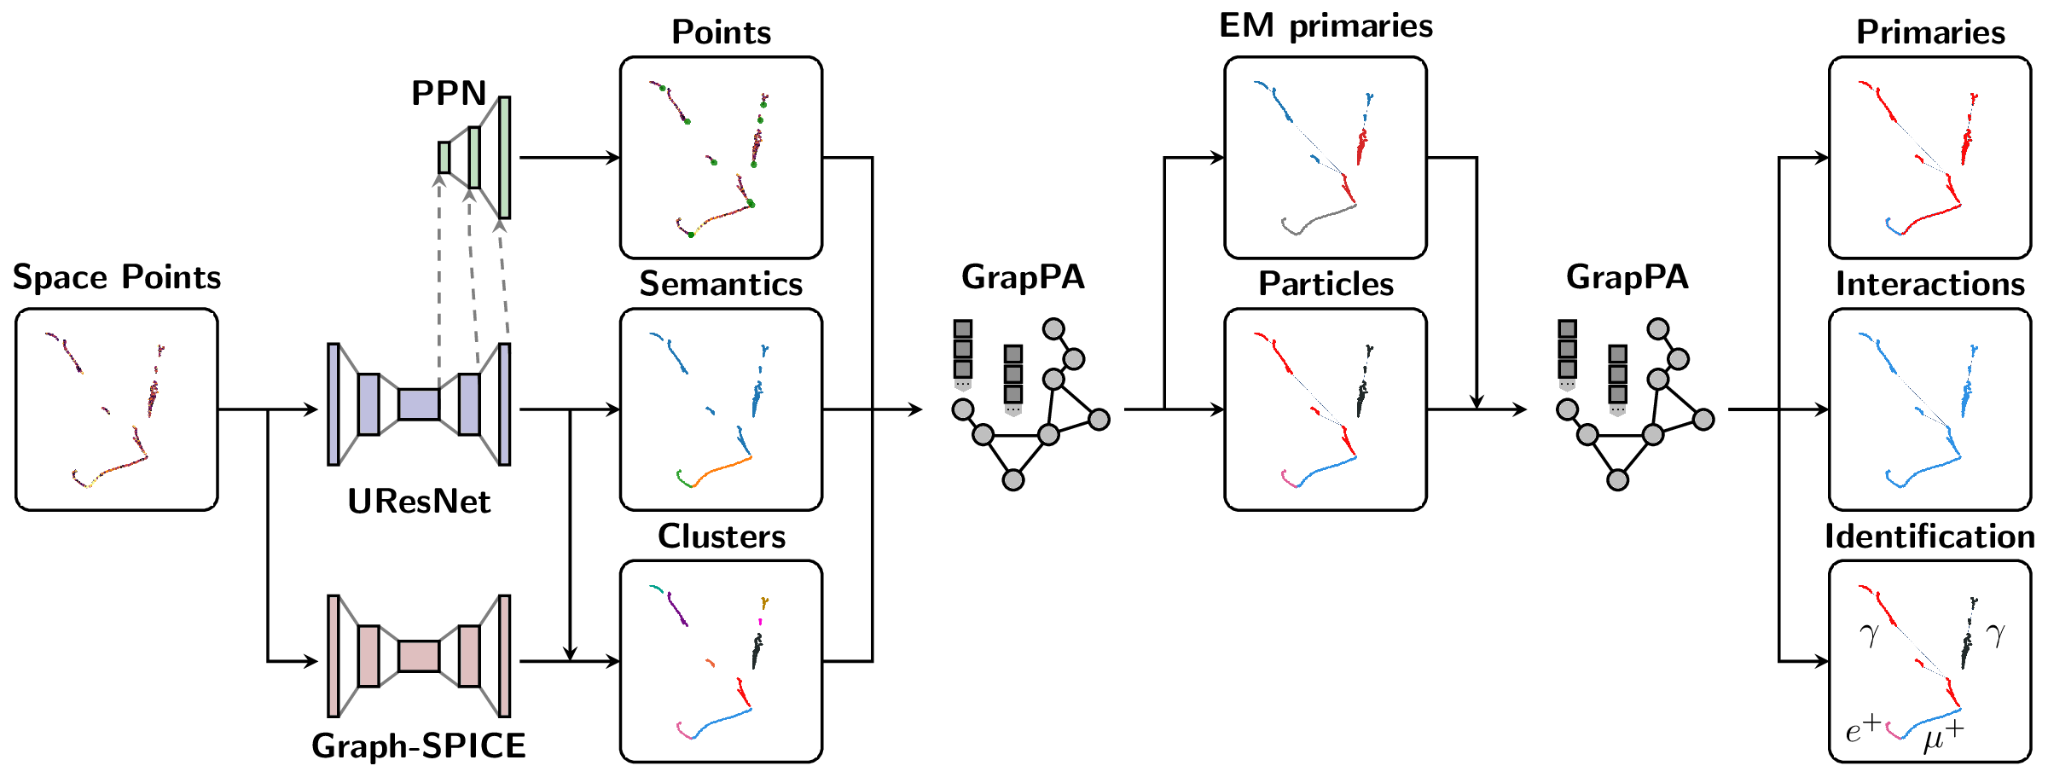 Points
EM primaries
Primaries
PPN
Space Points
Semantics
GrapPA
Particles
GrapPA
Interactions
UResNet
Clusters
Identification
γ
γ
e⁺
μ⁺
Graph-SPICE